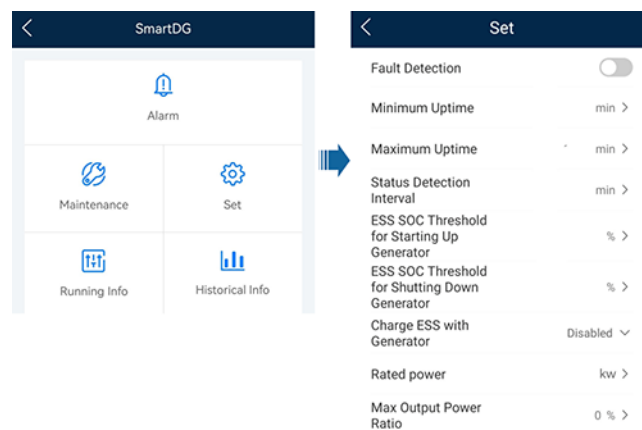 SmartDG
Alarm
Maintenance
Set
Running Info
Historical Info
Set
Fault Detection
Minimum Uptime
min
Maximum Uptime
- min
Status Detection
Interval
min
ESS SOC Threshold
for Starting Up
Generator
%
ESS SOC Threshold
for Shutting Down
Generator
%
Charge ESS with
Generator
Disabled
Rated power
kw
Max Output Power
Ratio
0 %